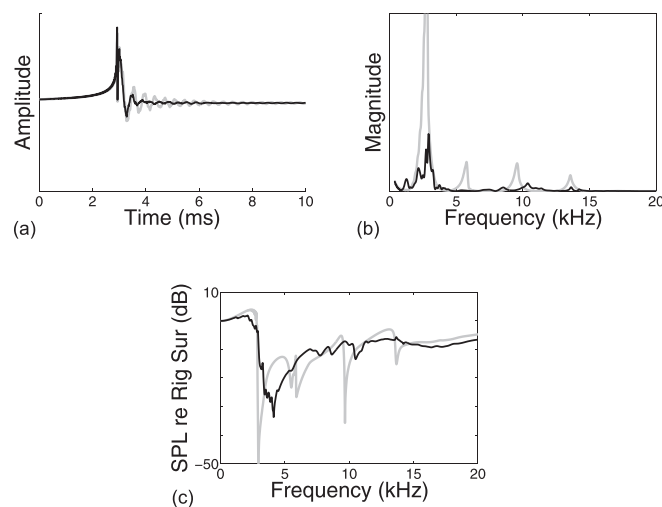 Amplitude
0 2 4 6 8 10
Time (ms)
(a)
Magnitude
0 5 10 15 20
Frequency (kHz)
(b)
SPL re Rig Sur (dB)
10
−50
0 5 10 15 20
Frequency (kHz)
(c)